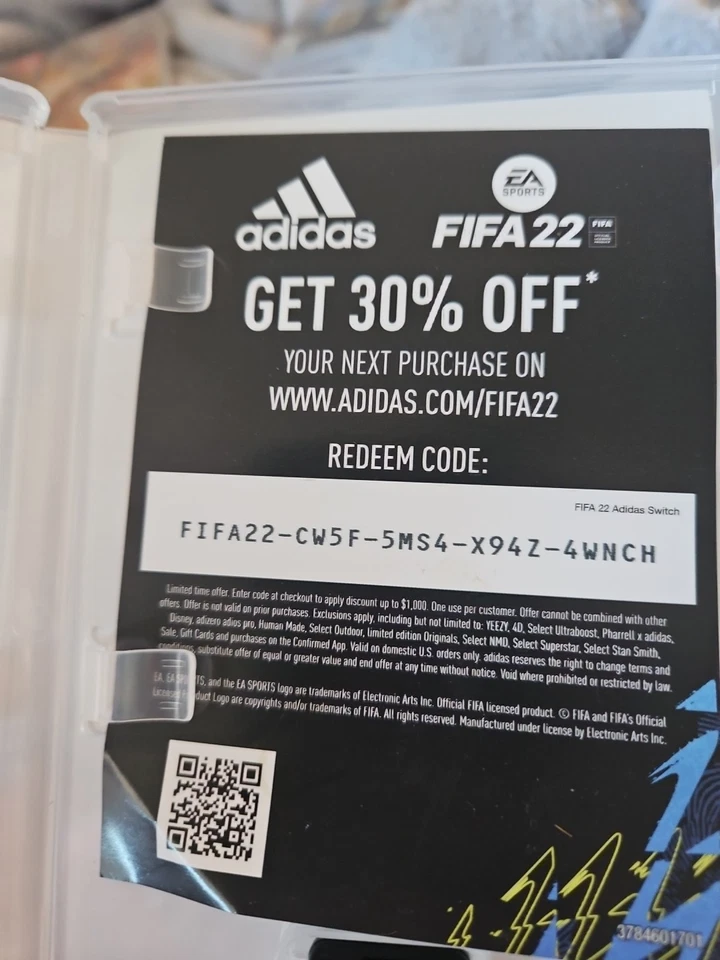 adidas
EA
SPORTS
FIFA 22
FIFA
GET 30% OFF*
YOUR NEXT PURCHASE ON
WWW.ADIDAS.COM/FIFA22
REDEEM CODE:
FIFA 22 Adidas Switch
FIFA22-CW5F-5MS4-X94Z-4WNCH
Limited time offer. Enter code at checkout to apply discount up to $1,000. One use per customer. Offer cannot be combined with other
offers. Offer is not valid on prior purchases. Exclusions apply, including but not limited to: YEEZY, 4D, Select Ultraboost, Pharrell x adidas,
Disney, adizero adios pro, Human Made, Select Outdoor, limited edition Originals, Select NMD, Select Superstar, Select Stan Smith,
Sale, Gift Cards and purchases on the Confirmed App. Valid on domestic U.S. orders only. adidas reserves the right to change terms and
conditions, substitute offer of equal or greater value and end offer at any time without notice. Void where prohibited or restricted by law.
EA, EA SPORTS, and the EA SPORTS logo are trademarks of Electronic Arts Inc. Official FIFA licensed product. © FIFA and FIFA's Official
Licensed Product Logo are copyrights and/or trademarks of FIFA. All rights reserved. Manufactured under license by Electronic Arts Inc.
3784601701